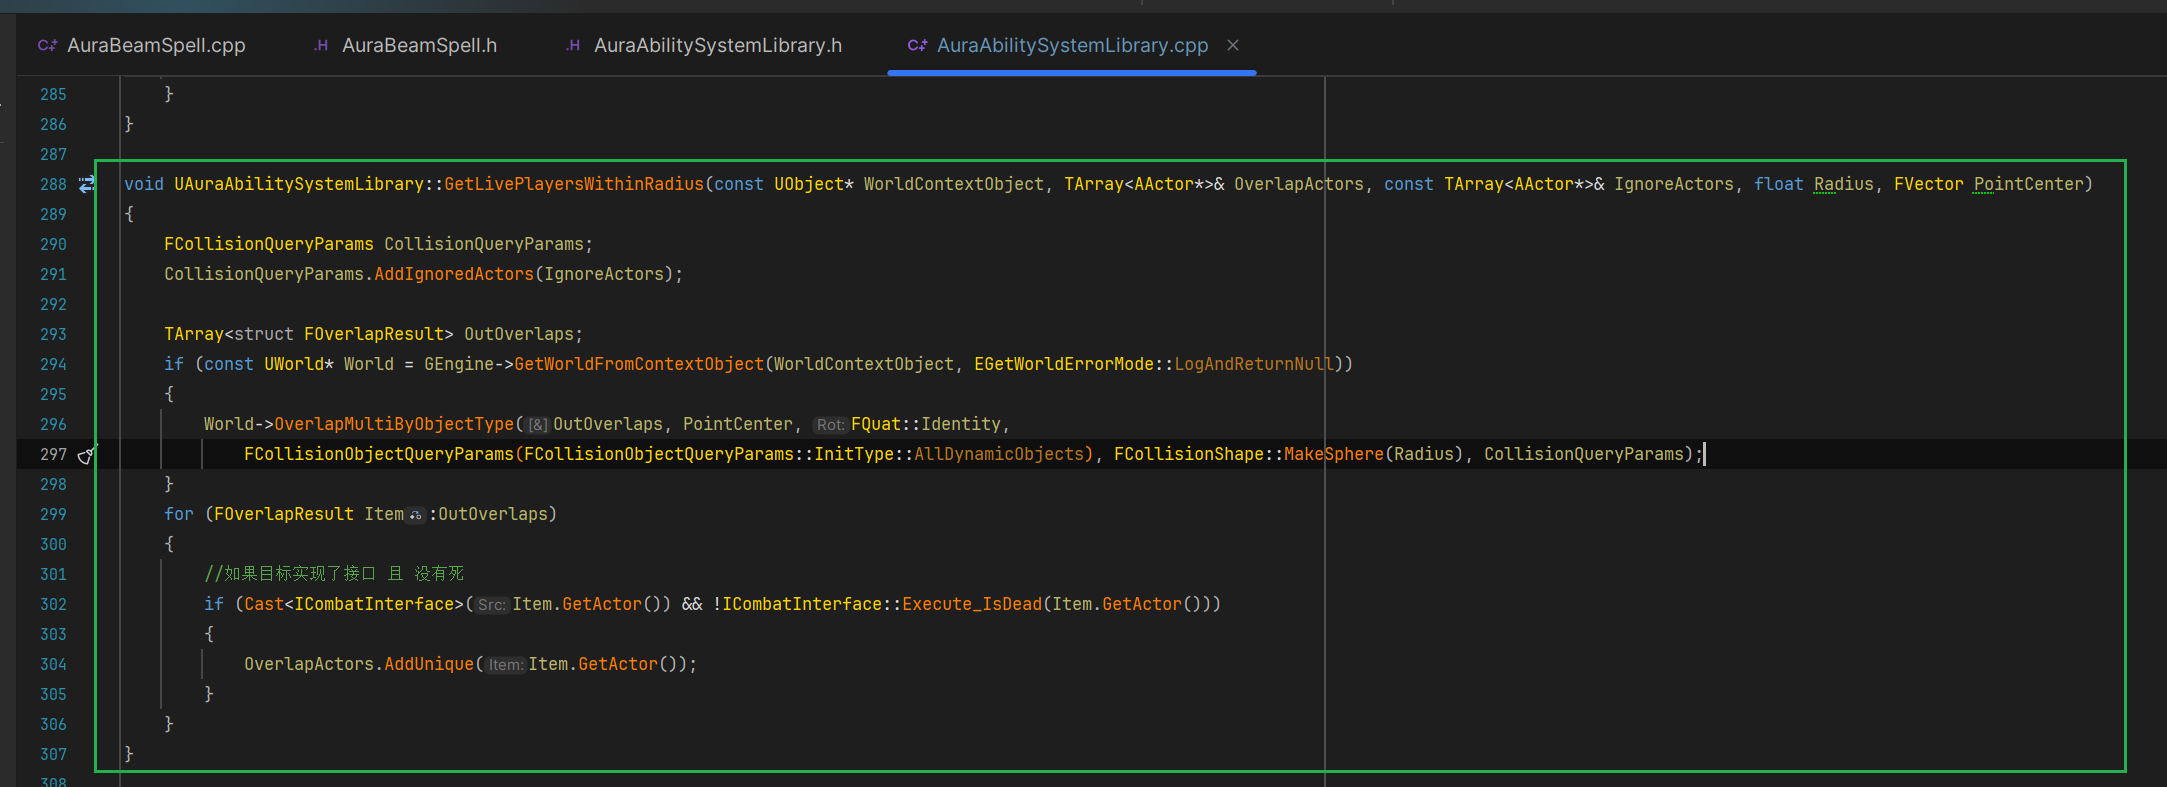 AuraBeamSpell.cpp AuraBeamSpell.h AuraAbilitySystemLibrary.h AuraAbilitySystemLibrary.cpp
285 }
286 }
287
288 void UAuraAbilitySystemLibrary::GetLivePlayersWithinRadius(const UObject* WorldContextObject, TArray<AActor*>& OverlapActors, const TArray<AActor*>& IgnoreActors, float Radius, FVector PointCenter)
289 {
290 FCollisionQueryParams CollisionQueryParams;
291 CollisionQueryParams.AddIgnoredActors(IgnoreActors);
292
293 TArray<struct FOverlapResult> OutOverlaps;
294 if (const UWorld* World = GEngine->GetWorldFromContextObject(WorldContextObject, EGetWorldErrorMode::LogAndReturnNull))
295 {
296 World->OverlapMultiByObjectType([&]OutOverlaps, PointCenter, Rot:FQuat::Identity,
297 FCollisionObjectQueryParams(FCollisionObjectQueryParams::InitType::AllDynamicObjects), FCollisionShape::MakeSphere(Radius), CollisionQueryParams);
298 }
299 for (FOverlapResult Item :OutOverlaps)
300 {
301 //如果目标实现了接口 且 没有死
302 if (Cast<ICombatInterface>(Src:Item.GetActor()) && !ICombatInterface::Execute_IsDead(Item.GetActor()))
303 {
304 OverlapActors.AddUnique(Item:Item.GetActor());
305 }
306 }
307 }
308